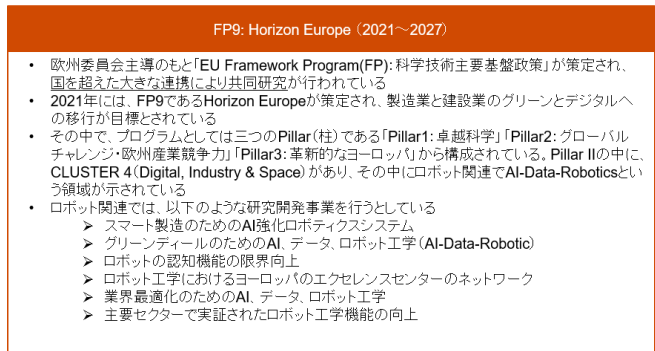 FP9: Horizon Europe (2021～2027)
• 欧州委員会主導のもと「EU Framework Program(FP)：科学技術主要基盤政策」が策定され、
国を超えた大きな連携により共同研究が行われている
• 2021年には、FP9であるHorizon Europeが策定され、製造業と建設業のグリーンとデジタルへ
の移行が目標とされている
• その中で、プログラムとしては三つのPillar（柱）である「Pillar1：卓越科学」「Pillar2：グローバル
チャレンジ・欧州産業競争力」「Pillar3：革新的なヨーロッパ」から構成されている。Pillar IIの中に、
CLUSTER 4（Digital, Industry & Space）があり、その中にロボット関連でAI-Data-Roboticsとい
う領域が示されている
• ロボット関連では、以下のような研究開発事業を行うとしている
➢ スマート製造のためのAI強化ロボティクスシステム
➢ グリーンディールのためのAI、データ、ロボット工学（AI-Data-Robotic）
➢ ロボットの認知機能の限界向上
➢ ロボット工学におけるヨーロッパのエクセレンスセンターのネットワーク
➢ 業界最適化のためのAI、データ、ロボット工学
➢ 主要セクターで実証されたロボット工学機能の向上